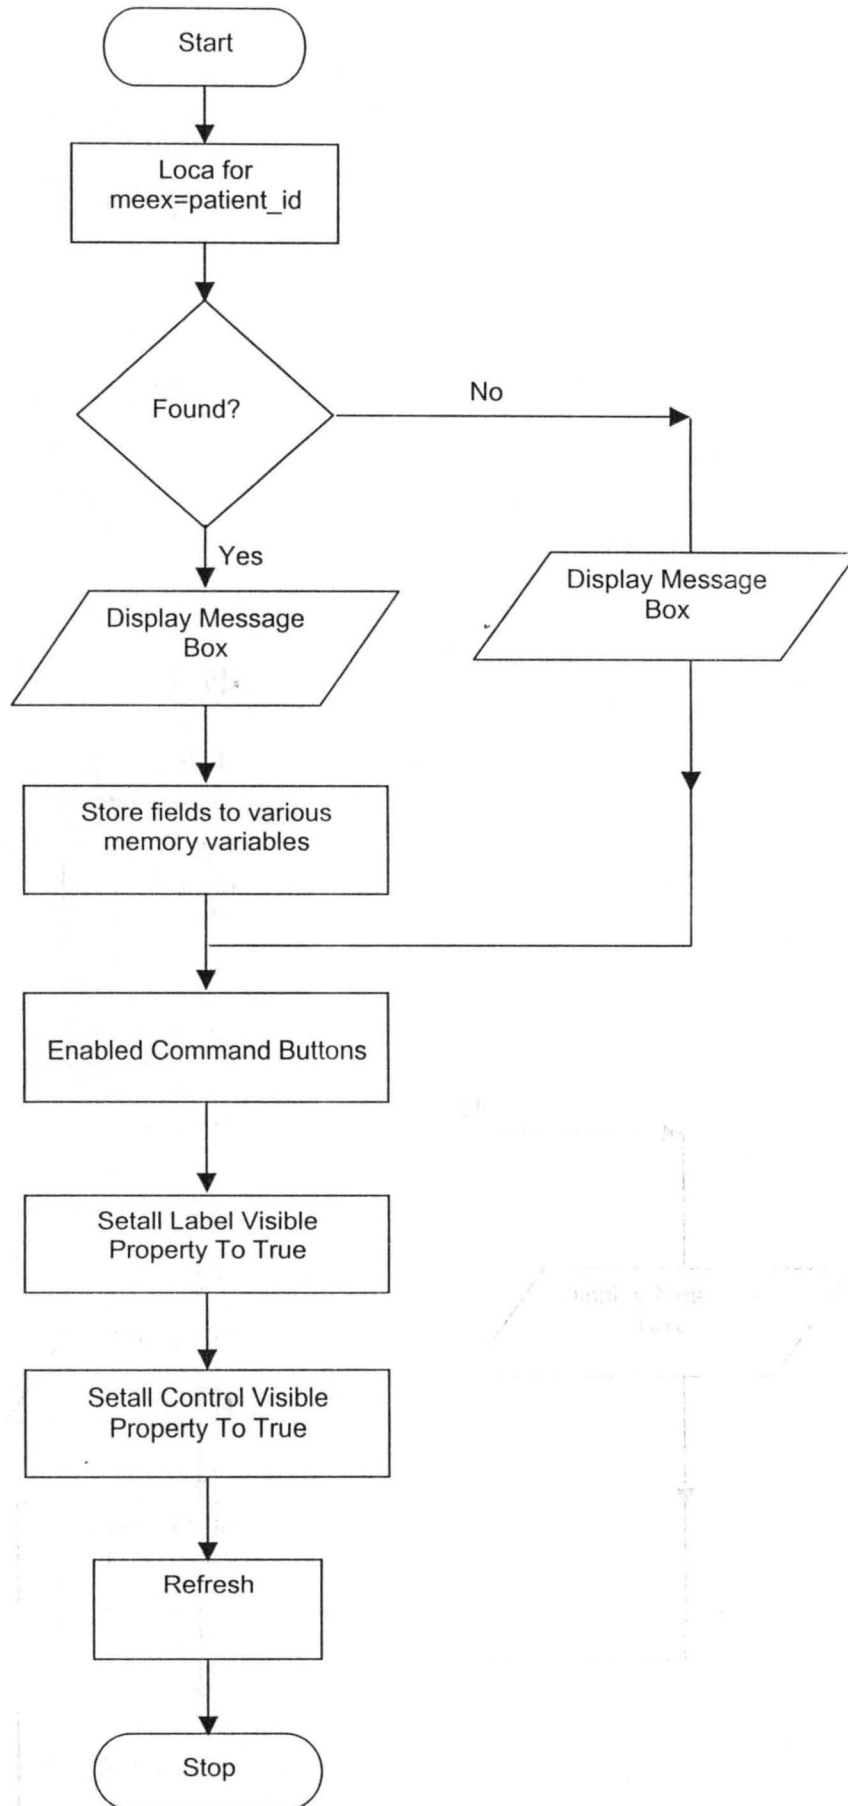 Start
Loca for
meex=patient_id
Found?
No
Yes
Display Message
Box
Display Message
Box
Store fields to various
memory variables
Enabled Command Buttons
Setall Label Visible
Property To True
Setall Control Visible
Property To True
Refresh
Stop